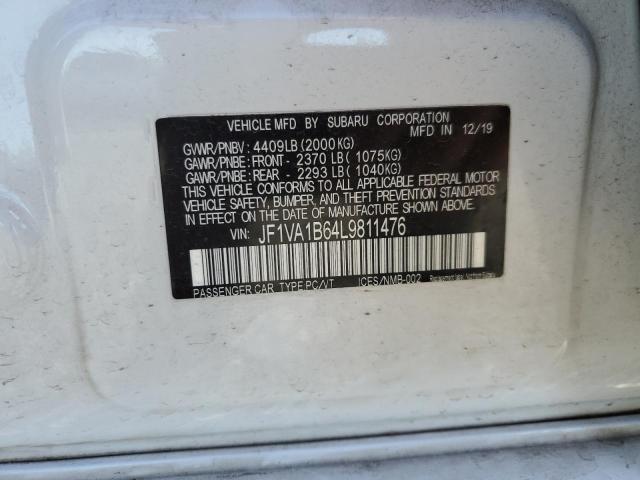 VEHICLE MFD BY SUBARU CORPORATION
MFD IN 12/19
GVWR/PNBV : 4409LB (2000KG)
GAWR/PNBE: FRONT - 2370 LB ( 1075KG)
GAWR/PNBE: REAR - 2293 LB ( 1040KG)
THIS VEHICLE CONFORMS TO ALL APPLICABLE FEDERAL MOTOR
VEHICLE SAFETY, BUMPER, AND THEFT PREVENTION STANDARDS
IN EFFECT ON THE DATE OF MANUFACTURE SHOWN ABOVE.
VIN: JF1VA1B64L9811476
PASSENGER CAR TYPE:PC/VT ICES/NMB-002